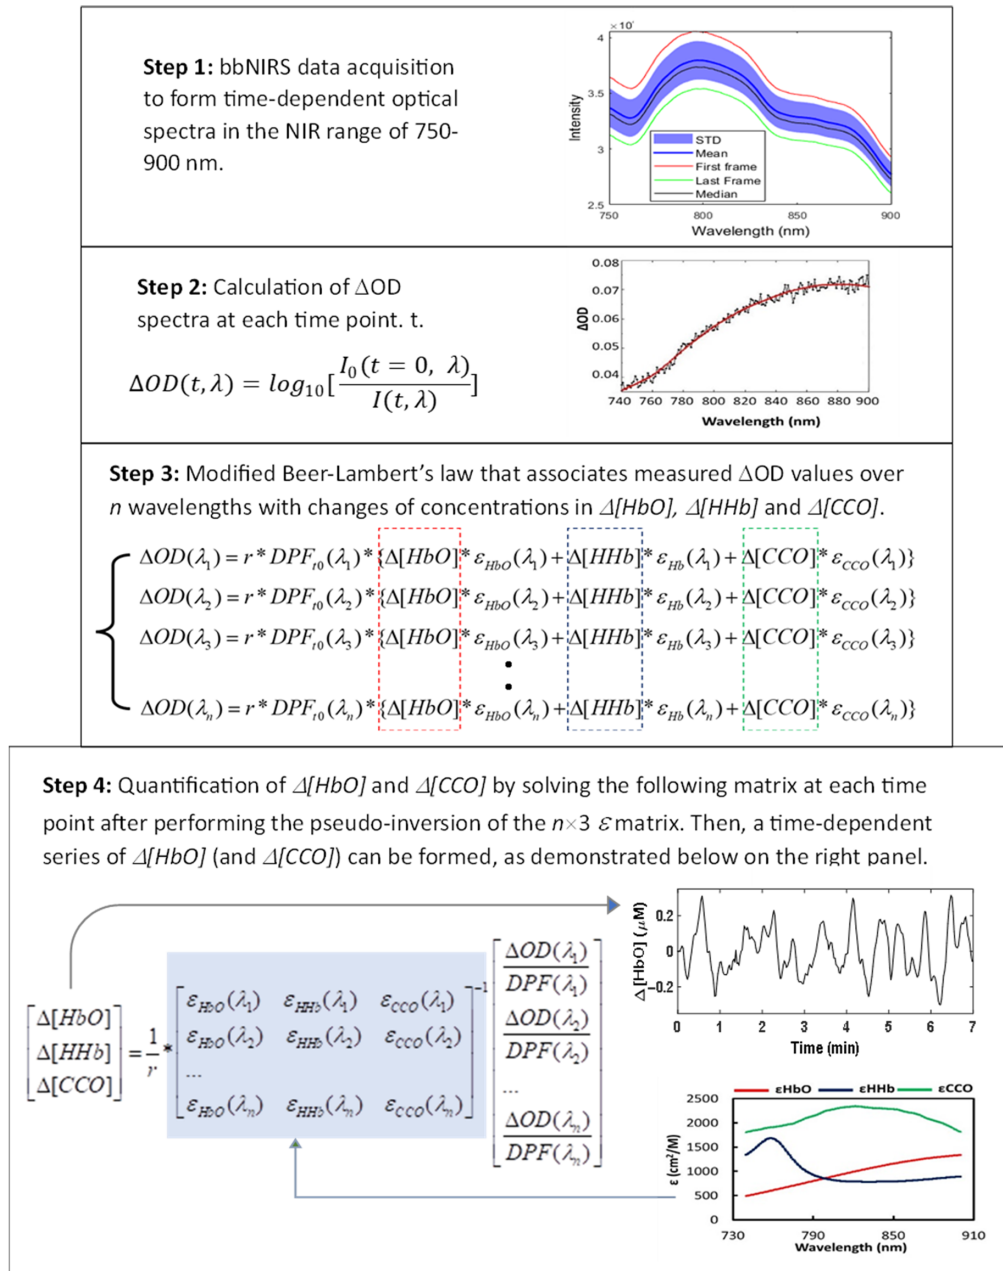 Step 1: bbNIRS data acquisition
to form time-dependent optical
spectra in the NIR range of 750-
900 nm.
4 ×10
3.5
3
2.5
Intensity
STD
Mean
First frame
Last Frame
Median
750 800 850 900
Wavelength (nm)
Step 2: Calculation of ΔOD
spectra at each time point. t.
ΔOD(t,λ) = log₁₀[I₀(t = 0, λ)/I(t,λ)]
0.08
0.07
0.06
0.05
0.04
ΔOD
740 760 780 800 820 840 860 880 900
Wavelength (nm)
Step 3: Modified Beer-Lambert’s law that associates measured ΔOD values over
n wavelengths with changes of concentrations in Δ[HbO], Δ[HHb] and Δ[CCO].
ΔOD(λ₁) = r * DPF_t0(λ₁)*{Δ[HbO]*ε_HbO(λ₁)+Δ[HHb]*ε_Hb(λ₁)+Δ[CCO]*ε_CCO(λ₁)}
ΔOD(λ₂) = r * DPF_t0(λ₂)*{Δ[HbO]*ε_HbO(λ₂)+Δ[HHb]*ε_Hb(λ₂)+Δ[CCO]*ε_CCO(λ₂)}
ΔOD(λ₃) = r * DPF_t0(λ₃)*{Δ[HbO]*ε_HbO(λ₃)+Δ[HHb]*ε_Hb(λ₃)+Δ[CCO]*ε_CCO(λ₃)}
ΔOD(λₙ) = r * DPF_t0(λₙ)*{Δ[HbO]*ε_HbO(λₙ)+Δ[HHb]*ε_Hb(λₙ)+Δ[CCO]*ε_CCO(λₙ)}
Step 4: Quantification of Δ[HbO] and Δ[CCO] by solving the following matrix at each time
point after performing the pseudo-inversion of the n×3 ε matrix. Then, a time-dependent
series of Δ[HbO] (and Δ[CCO]) can be formed, as demonstrated below on the right panel.
Δ[HbO]
Δ[HHb]
Δ[CCO]
= 1/r *
ε_HbO(λ₁) ε_HHb(λ₁) ε_CCO(λ₁)
ε_HbO(λ₂) ε_HHb(λ₂) ε_CCO(λ₂)
...
ε_HbO(λₙ) ε_HHb(λₙ) ε_CCO(λₙ)
-1
ΔOD(λ₁)
DPF(λ₁)
ΔOD(λ₂)
DPF(λ₂)
...
ΔOD(λₙ)
DPF(λₙ)
Δ[HbO] (μM)
0.2
0
−0.2
0 1 2 3 4 5 6 7
Time (min)
εHbO εHHb εCCO
2500
2000
1500
1000
500
0
ε (cm²/M)
730 790 850 910
Wavelength (nm)